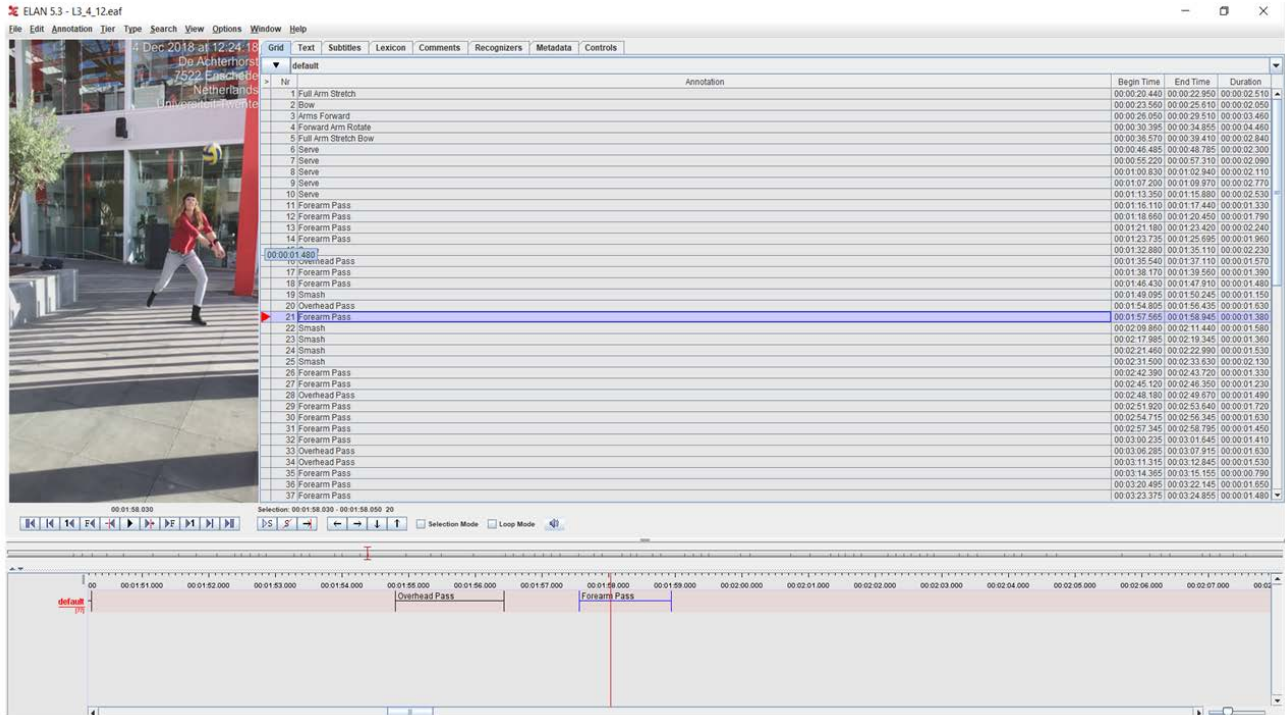 ELAN 5.3 - L3_4_12.eaf
File Edit Annotation Tier Type Search View Options Window Help
4 Dec 2018 at 12:24:18
De Achterhorst
7522 Enschede
Netherlands
Universiteit Twente
Grid Text Subtitles Lexicon Comments Recognizers Metadata Controls
default
> Nr Annotation Begin Time End Time Duration
1 Full Arm Stretch 00:00:20.440 00:00:22.950 00:00:02.510
2 Bow 00:00:23.560 00:00:25.610 00:00:02.050
3 Arms Forward 00:00:26.050 00:00:29.510 00:00:03.460
4 Forward Arm Rotate 00:00:30.395 00:00:34.855 00:00:04.460
5 Full Arm Stretch Bow 00:00:36.570 00:00:39.410 00:00:02.840
6 Serve 00:00:46.485 00:00:48.785 00:00:02.300
7 Serve 00:00:55.220 00:00:57.310 00:00:02.090
8 Serve 00:01:00.830 00:01:02.940 00:00:02.110
9 Serve 00:01:07.200 00:01:09.970 00:00:02.770
10 Serve 00:01:13.350 00:01:15.880 00:00:02.530
11 Forearm Pass 00:01:16.110 00:01:17.440 00:00:01.330
12 Forearm Pass 00:01:18.660 00:01:20.450 00:00:01.790
13 Forearm Pass 00:01:21.180 00:01:23.420 00:00:02.240
14 Forearm Pass 00:01:23.735 00:01:25.695 00:00:01.960
00:01:32.880 00:01:35.110 00:00:02.230
00:00:01.480
16 Overhead Pass 00:01:35.540 00:01:37.110 00:00:01.570
17 Forearm Pass 00:01:38.170 00:01:39.560 00:00:01.390
18 Forearm Pass 00:01:46.430 00:01:47.910 00:00:01.480
19 Smash 00:01:49.095 00:01:50.245 00:00:01.150
20 Overhead Pass 00:01:54.805 00:01:56.435 00:00:01.630
21 Forearm Pass 00:01:57.565 00:01:58.945 00:00:01.380
22 Smash 00:02:09.860 00:02:11.440 00:00:01.580
23 Smash 00:02:17.985 00:02:19.345 00:00:01.360
24 Smash 00:02:21.460 00:02:22.990 00:00:01.530
25 Smash 00:02:31.500 00:02:33.630 00:00:02.130
26 Forearm Pass 00:02:42.390 00:02:43.720 00:00:01.330
27 Forearm Pass 00:02:45.120 00:02:46.350 00:00:01.230
28 Overhead Pass 00:02:48.180 00:02:49.670 00:00:01.490
29 Forearm Pass 00:02:51.920 00:02:53.640 00:00:01.720
30 Forearm Pass 00:02:54.715 00:02:56.345 00:00:01.630
31 Forearm Pass 00:02:57.345 00:02:58.795 00:00:01.450
32 Forearm Pass 00:03:00.235 00:03:01.645 00:00:01.410
33 Overhead Pass 00:03:06.285 00:03:07.915 00:00:01.630
34 Overhead Pass 00:03:11.315 00:03:12.845 00:00:01.530
35 Forearm Pass 00:03:14.365 00:03:15.155 00:00:00.790
36 Forearm Pass 00:03:20.495 00:03:22.145 00:00:01.650
37 Forearm Pass 00:03:23.375 00:03:24.855 00:00:01.480
00:01:58.030 Selection: 00:01:58.030 - 00:01:58.050 20
Selection Mode Loop Mode
00 00:01:51.000 00:01:52.000 00:01:53.000 00:01:54.000 00:01:55.000 00:01:56.000 00:01:57.000 00:01:58.000 00:01:59.000 00:02:00.000 00:02:01.000 00:02:02.000 00:02:03.000 00:02:04.000 00:02:05.000 00:02:06.000 00:02:07.000 00:02
default Overhead Pass Forearm Pass